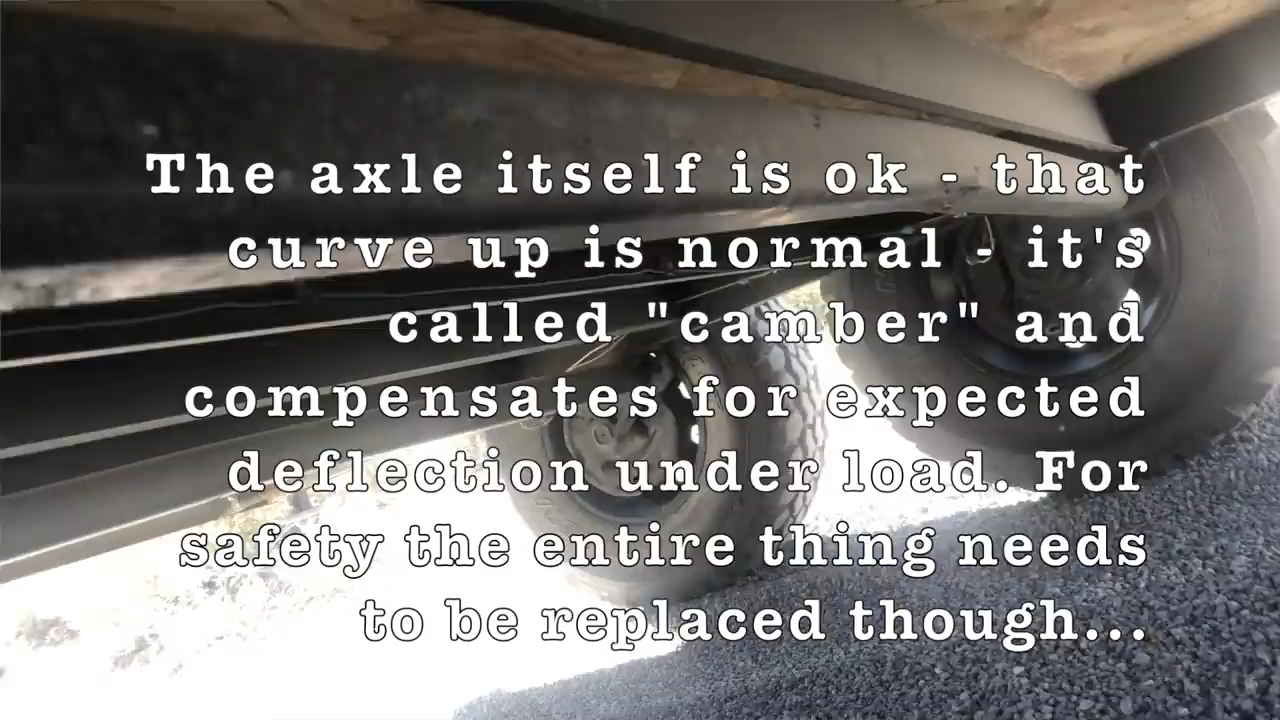 The axle itself is ok - that
curve up is normal - it's
called "camber" and
compensates for expected
deflection under load. For
safety the entire thing needs
to be replaced though...